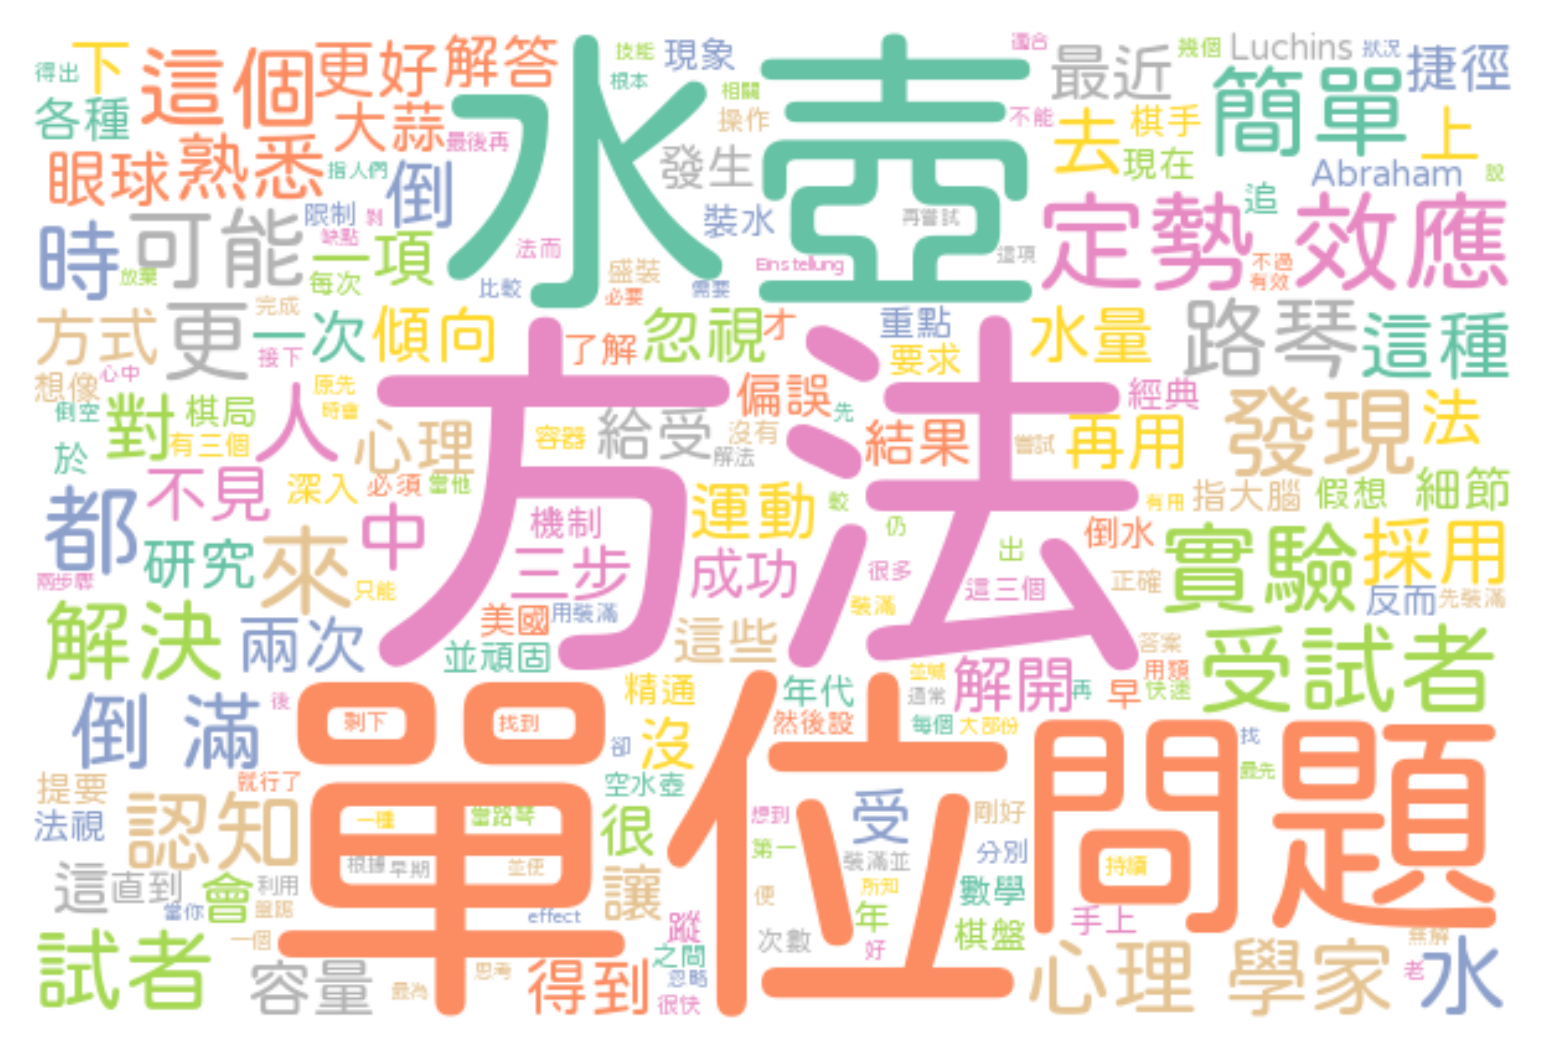 得出 下 這個 更好 解答 水壺 技能 現象 適合 最近 幾個 Luchins 狀況 捷徑
各種 大蒜 根本 相關 操作 不能 去 棋手 簡單 上
眼球 熟悉 指人們 最後再 倒 發生 現在 Abraham 說
時 可能 限制 剝 缺點 裝水 再嘗試 定勢 追 效應
放棄 每次 一項 法而 比較 盛裝 必要 需要 Einstellung 這項 不過 有效
方式 更 完成 一次 傾向 了解 忽視 才 重點 水量 路琴 這種
想像 心中 接下 原先 方法 偏誤 要求 經典
倒空 對 棋局 時會 人 給受 先 結果 再用 發現 法
於 有三個 心理 容器 沒有 解法 嘗試
都 不見 深入 必須 當他 運動 較 有用 指大腦 假想 細節
研究 來 中 機制 三步 成功 仍 出 倒水 實驗 採用
兩步驟 只能 很多 這三個 正確 反而 先裝滿
解決 兩次 美國 用裝滿 裝滿 這些 答案 受試者
並頑固 並喊 解開 用類
倒 滿 後 單位 精通 年代 通常 再 早 快速 問題
剩下 找到 卻 沒 然後設 每個 大部份 找
提要 就行了 空水壺 最先
法視 認知 一種 當路琴 很 想到 受 剛好
這 直到 根據 早期 並便 第一 裝滿並 分別 持續
當你 會 利用 盤踞 effect 讓 便 所知 數學
試者 一個 蹤 年 棋盤 手上 無解
容量 最為 思考 得到 之間 忽略 很快 次數 好 心理 學家 老 水